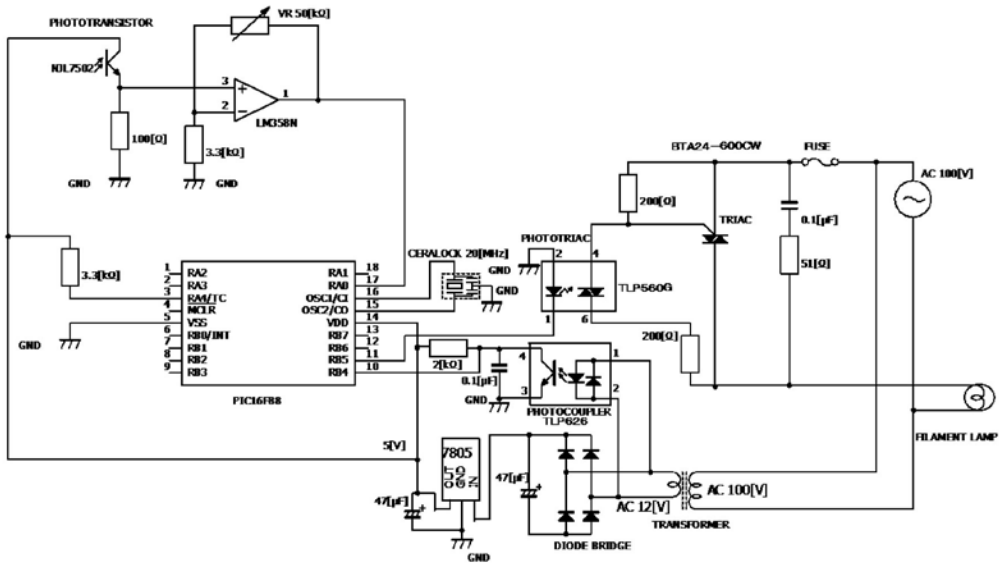 PHOTOTRANSISTOR
VR 50[kΩ]
NJL7502
3
2
1
LM358N
100[Ω]
3.3[kΩ]
GND
GND
BTA24-600CW
FUSE
AC 100[V]
200[Ω]
TRIAC
0.1[μF]
51[Ω]
PHOTOTRIAC
2
4
CERALOCK 20[MHz]
GND
GND
TLP560G
1
6
3.3[kΩ]
1 RA2 RA1 18
2 RA3 RA0 17
3 RA4/TC OSC1/CI 16
4 MCLR OSC2/CO 15
5 VSS VDD 14
6 RB0/INT RB7 13
7 RB1 RB6 12
8 RB2 RB5 11
9 RB3 RB4 10
GND
PIC16F88
200[Ω]
2[kΩ]
4
1
0.1[μF]
GND
3
2
PHOTOCOUPLER
TLP626
FILAMENT LAMP
5[V]
7805
OUT
GND
IN
47[μF]
+
47[μF]
+
GND
DIODE BRIDGE
AC 12[V]
AC 100[V]
TRANSFORMER